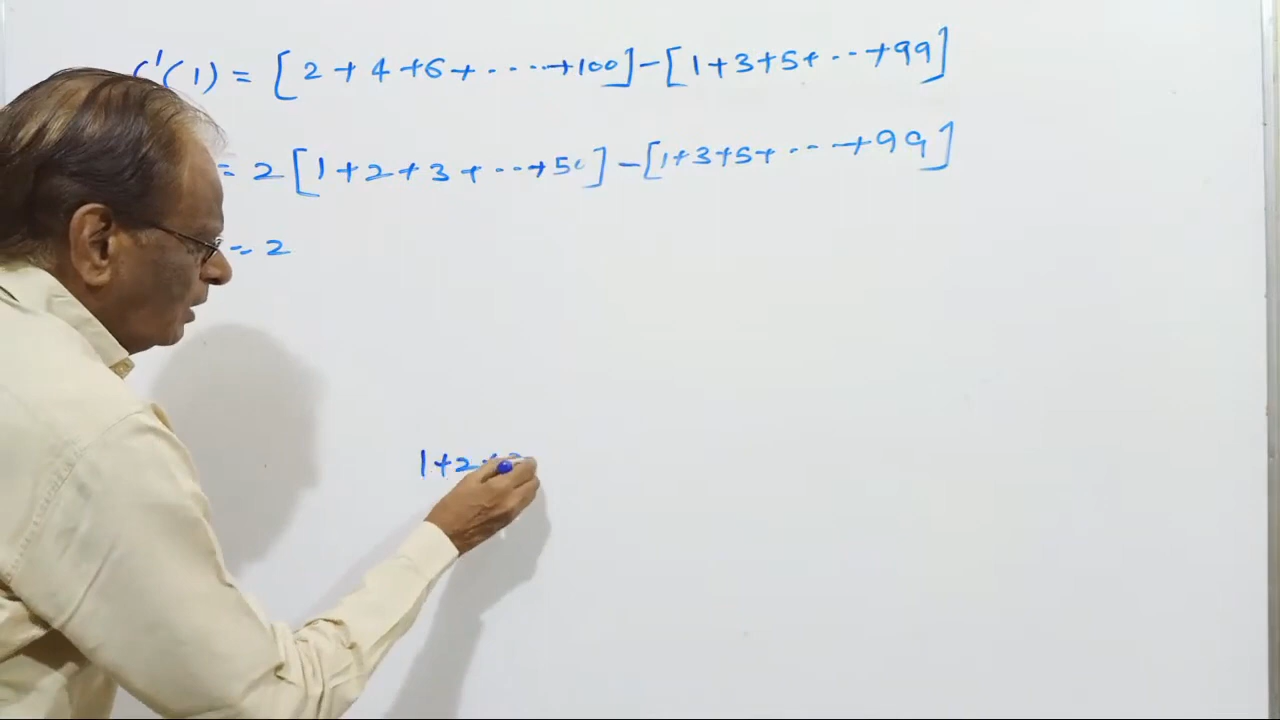 '(1) = [2 + 4 + 6 + ..... + 100] - [1 + 3 + 5 + ... + 99]
= 2 [1 + 2 + 3 + ... + 50] - [1 + 3 + 5 + ... + 99]
= 2
1 + 2 +